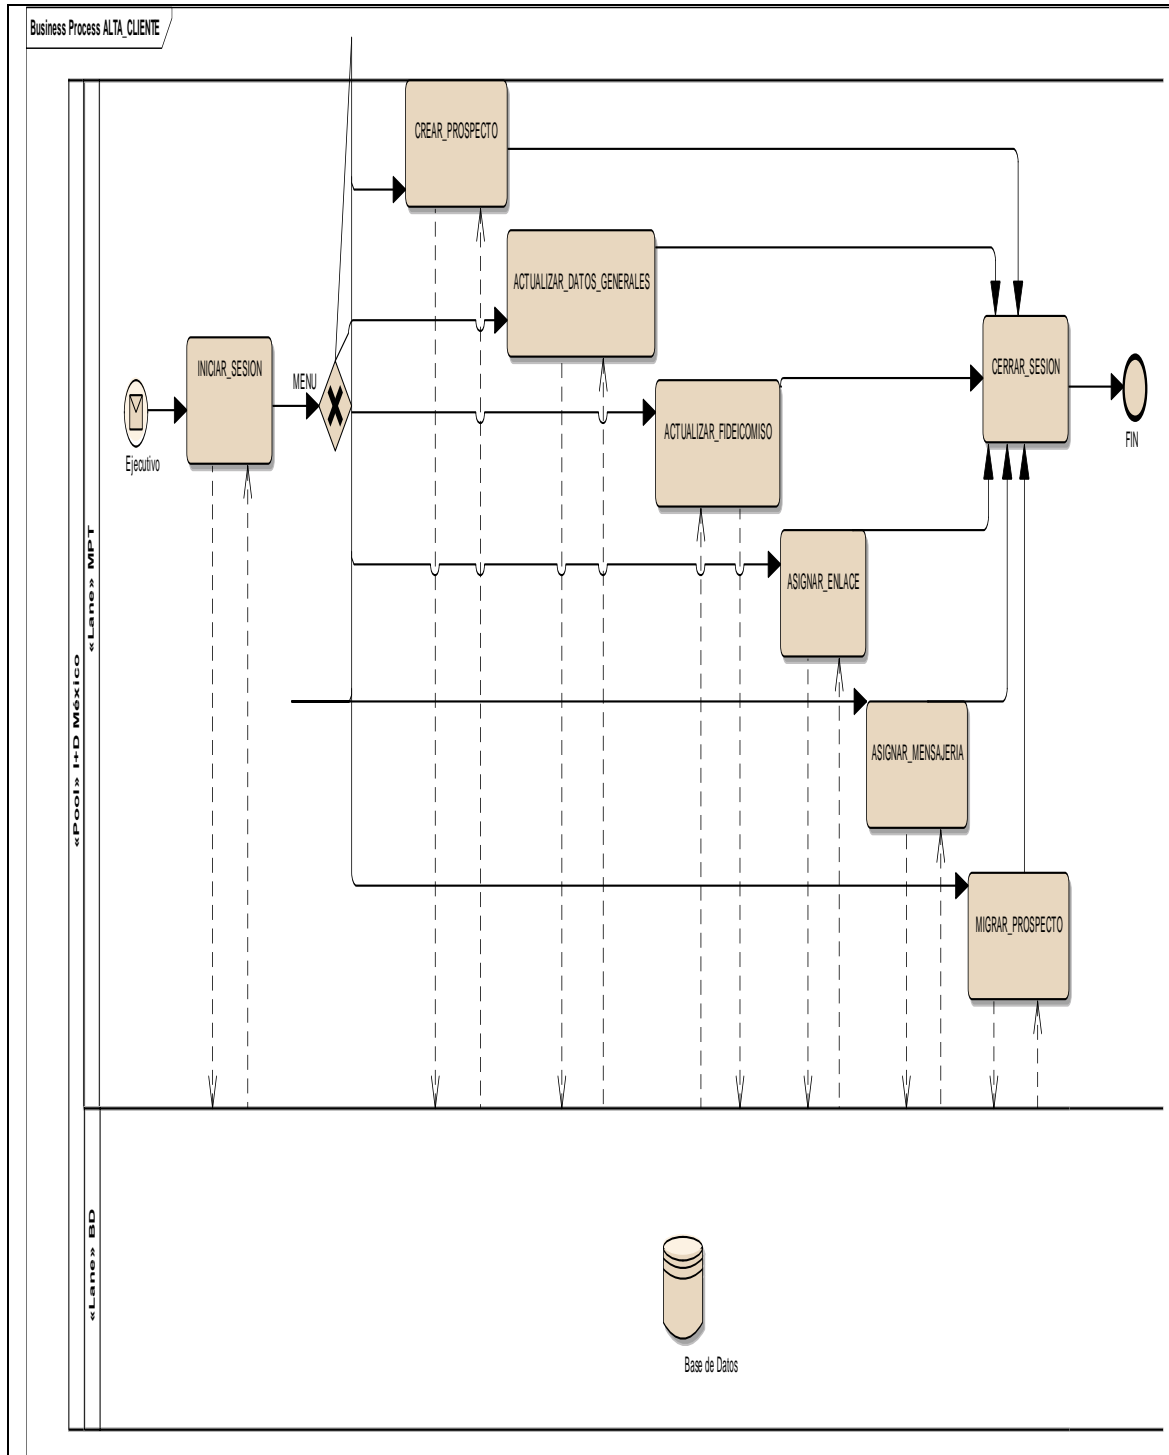 Business Process ALTA_CLIENTE
CREAR_PROSPECTO
ACTUALIZAR_DATOS_GENERALES
INICIAR_SESION
MENU
CERRAR_SESION
ACTUALIZAR_FIDEICOMISO
Ejecutivo
FIN
ASIGNAR_ENLACE
ASIGNAR_MENSAJERIA
MIGRAR_PROSPECTO
«Pool» I+D México
«Lane» MPT
«Lane» BD
Base de Datos